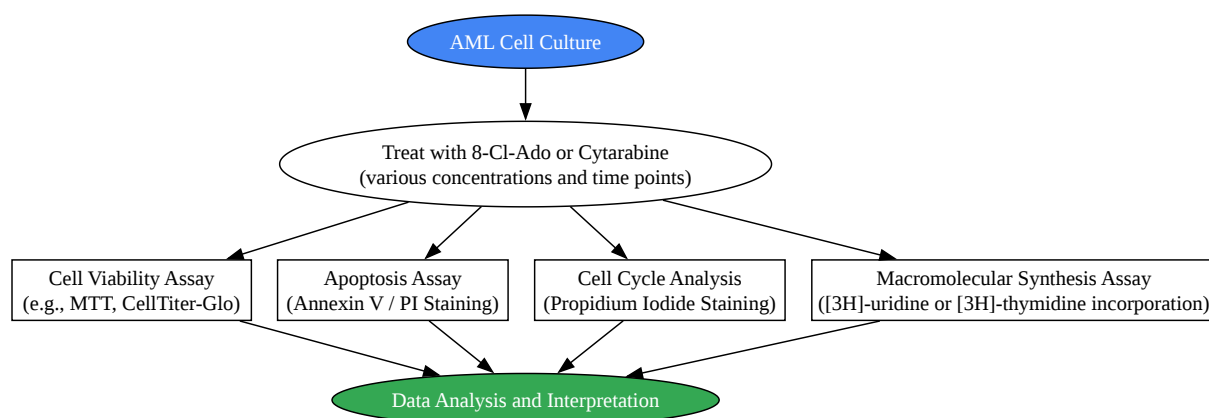 AML Cell Culture
Treat with 8-Cl-Ado or Cytarabine
(various concentrations and time points)
Cell Viability Assay
(e.g., MTT, CellTiter-Glo)
Apoptosis Assay
(Annexin V / PI Staining)
Cell Cycle Analysis
(Propidium Iodide Staining)
Macromolecular Synthesis Assay
([3H]-uridine or [3H]-thymidine incorporation)
Data Analysis and Interpretation